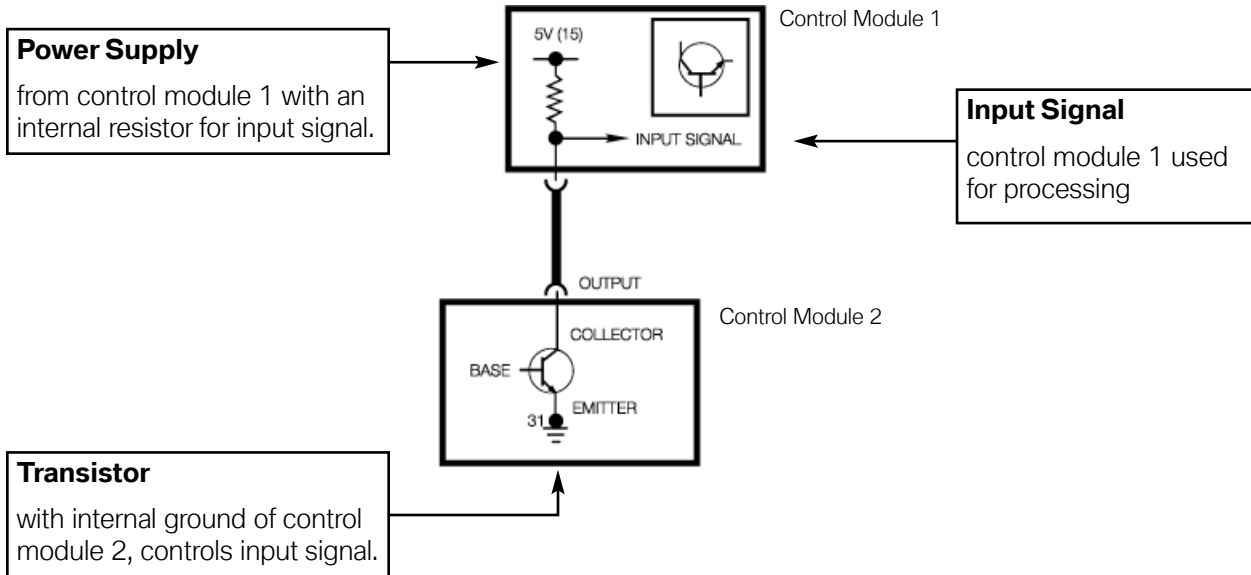 Control Module 1
Power Supply
from control module 1 with an
internal resistor for input signal.
5V (15)
INPUT SIGNAL
Input Signal
control module 1 used
for processing
OUTPUT
Control Module 2
COLLECTOR
BASE
EMITTER
31
Transistor
with internal ground of control
module 2, controls input signal.